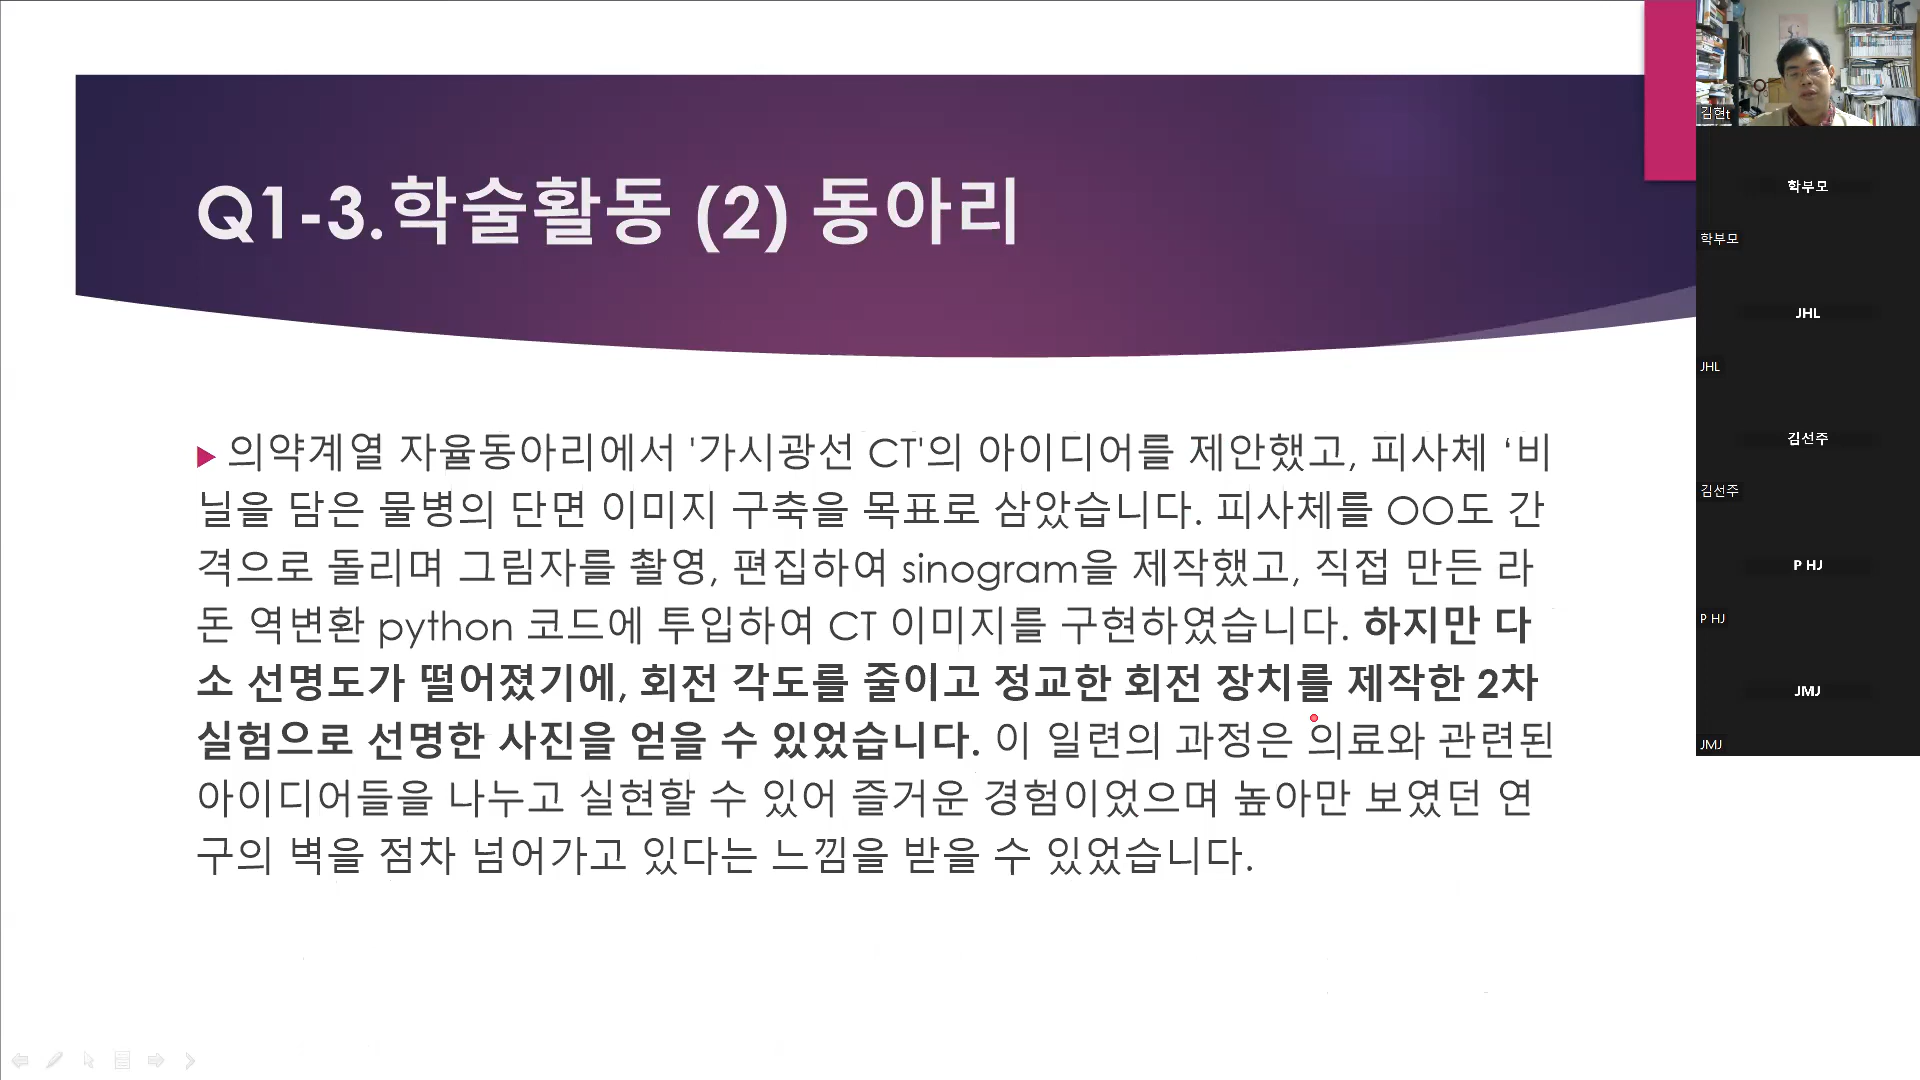 Q1-3.학술활동 (2) 동아리
의약계열 자율동아리에서 '가시광선 CT'의 아이디어를 제안했고, 피사체 ‘비
닐을 담은 물병의 단면 이미지 구축을 목표로 삼았습니다. 피사체를 〇〇도 간
격으로 돌리며 그림자를 촬영, 편집하여 sinogram을 제작했고, 직접 만든 라
돈 역변환 python 코드에 투입하여 CT 이미지를 구현하였습니다. 하지만 다
소 선명도가 떨어졌기에, 회전 각도를 줄이고 정교한 회전 장치를 제작한 2차
실험으로 선명한 사진을 얻을 수 있었습니다. 이 일련의 과정은 의료와 관련된
아이디어들을 나누고 실현할 수 있어 즐거운 경험이었으며 높아만 보였던 연
구의 벽을 점차 넘어가고 있다는 느낌을 받을 수 있었습니다.
김현t
학부모
학부모
JHL
JHL
김선주
김선주
P HJ
P HJ
JMJ
JMJ